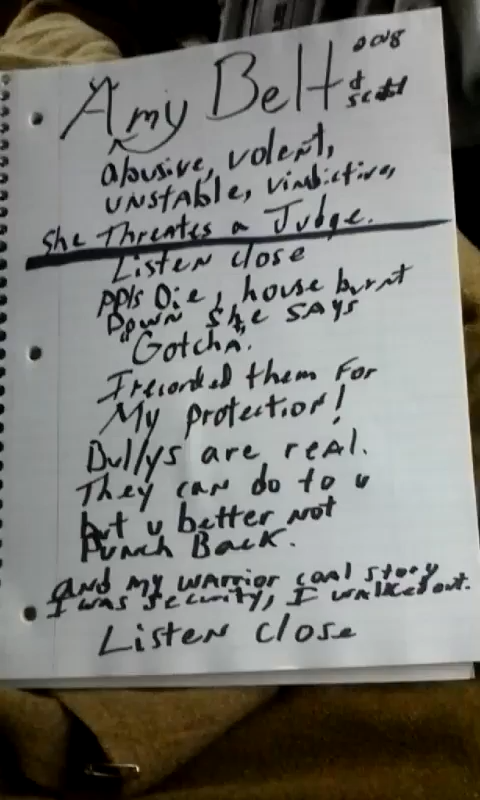 2018
Amy Belt &
scott
abusive, volent,
UNSTABLE, vindictive,
She Threates a Judge.
Listen close
PPls Die, house burnt
Down she says
"Gotcha".
I recorded them for
My protection!
Bullys are real.
They can do to u
but u better not
Punch Back.
and my warrior coal story
I was security, I walked out.
Listen close